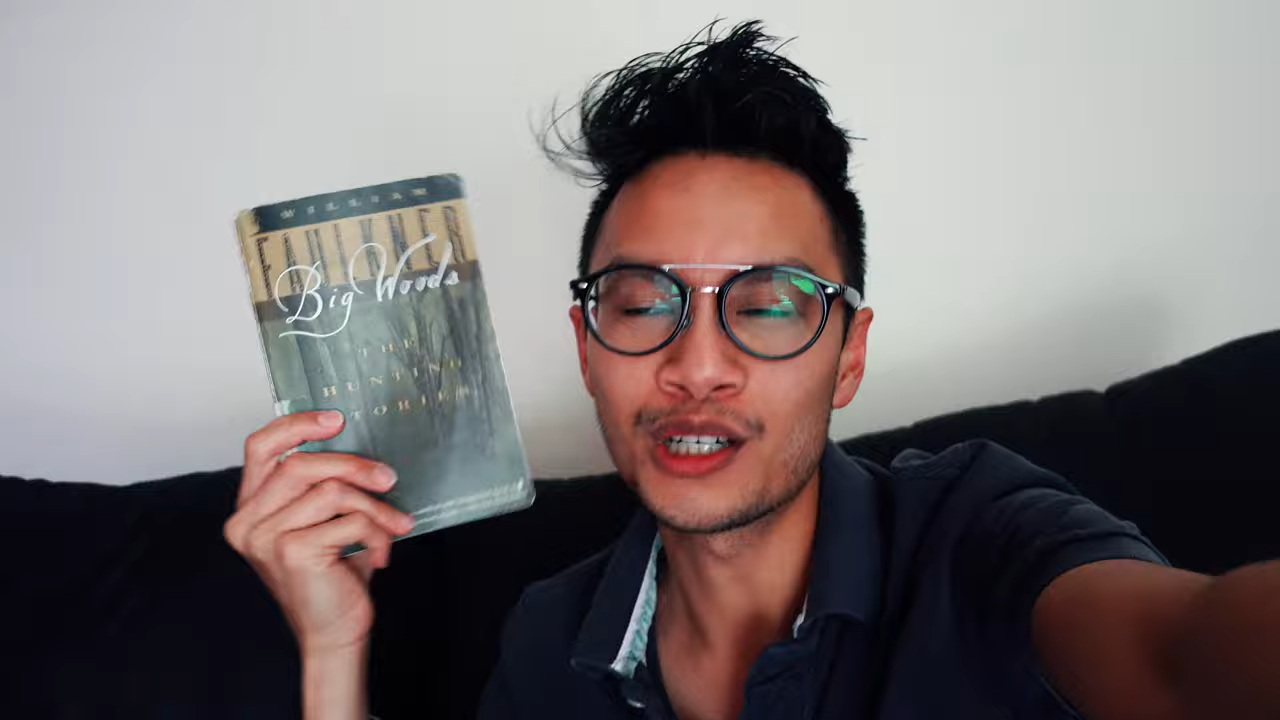 WILLIAM
FAULKNER
Big Woods
THE
HUNTING
STORIES